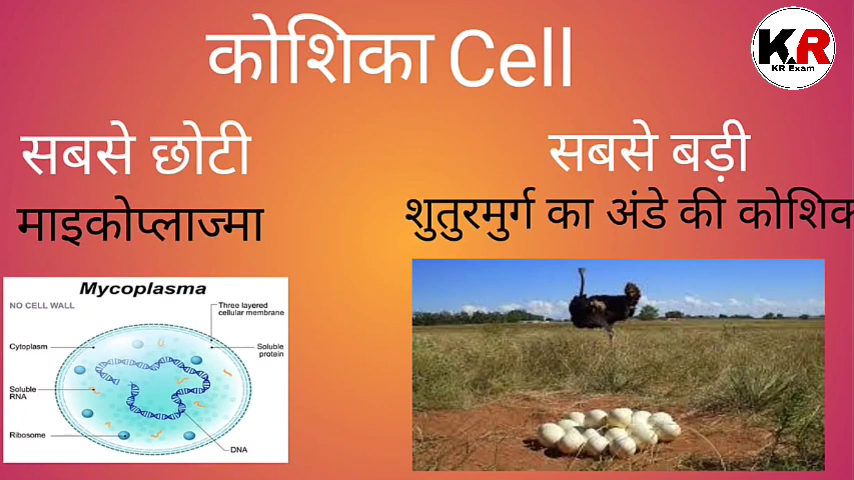 कोशिका Cell
KR
KR Exam
सबसे छोटी
सबसे बड़ी
माइकोप्लाज्मा
शुतुरमुर्ग का अंडे की कोशिक
Mycoplasma
NO CELL WALL
Three layered
cellular membrane
Cytoplasm
Soluble
protein
Soluble
RNA
Ribosome
DNA